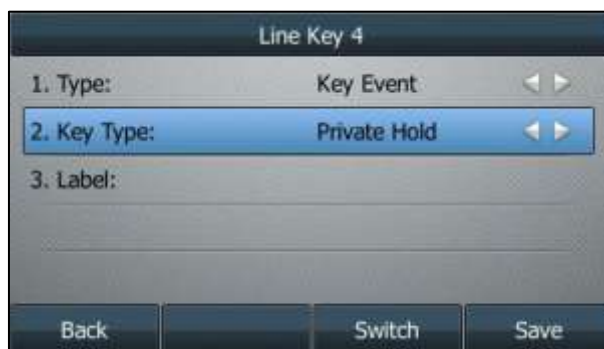 Line Key 4
1. Type: Key Event
2. Key Type: Private Hold
3. Label:
Back Switch Save